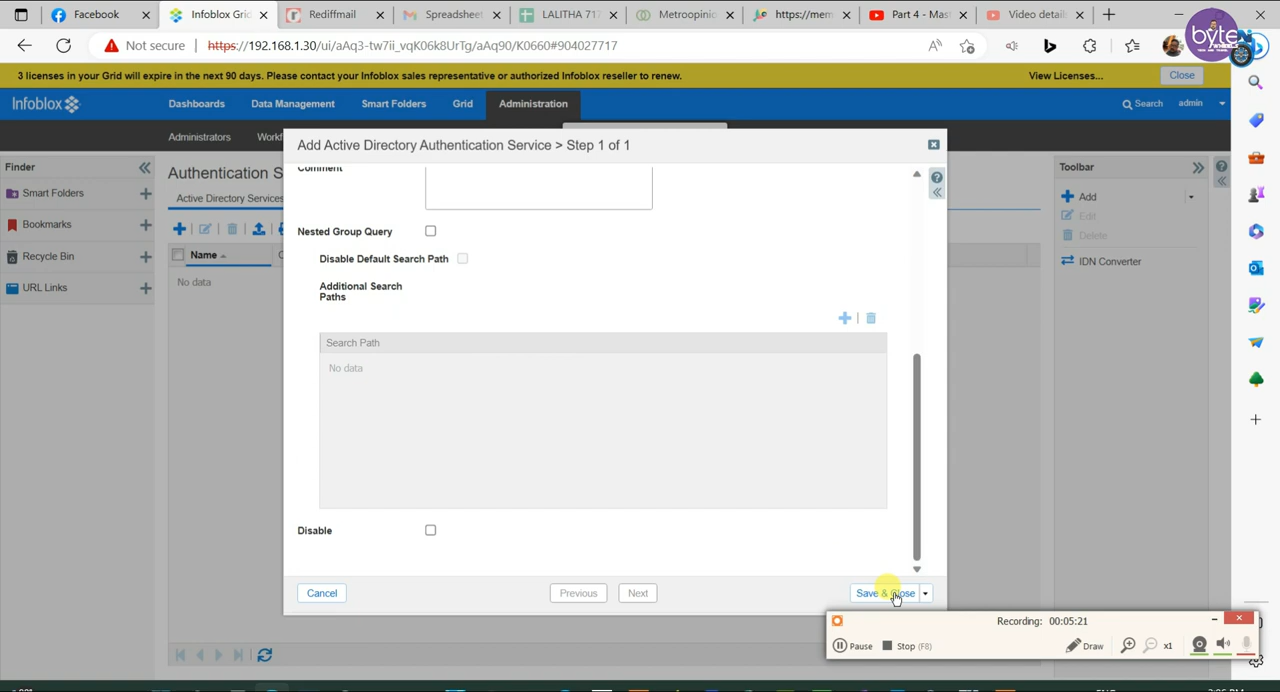 Facebook
Infoblox Gri
Rediffmail
Spreadsheet
LALITHA 717
Metroopinio
https://mem
Part 4 - Mas
Video detail
Not secure
https://192.168.1.30/ui/aAq3-tw7ii_vqK06k8UrTg/aAq90/K0660#904027717
byte
3 licenses in your Grid will expire in the next 90 days. Please contact your Infoblox sales representative or authorized Infoblox reseller to renew.
View Licenses...
Close
Infoblox
Dashboards
Data Management
Smart Folders
Grid
Administration
Search
admin
Administrators
Workf
Finder
Smart Folders
Bookmarks
Recycle Bin
URL Links
Authentication S
Active Directory Services
Name
No data
Add Active Directory Authentication Service > Step 1 of 1
Comment
Nested Group Query
Disable Default Search Path
Additional Search
Paths
Search Path
No data
Disable
Cancel
Previous
Next
Save & Close
Toolbar
Add
Edit
Delete
IDN Converter
Recording: 00:05:21
Pause
Stop (F8)
Draw
x1